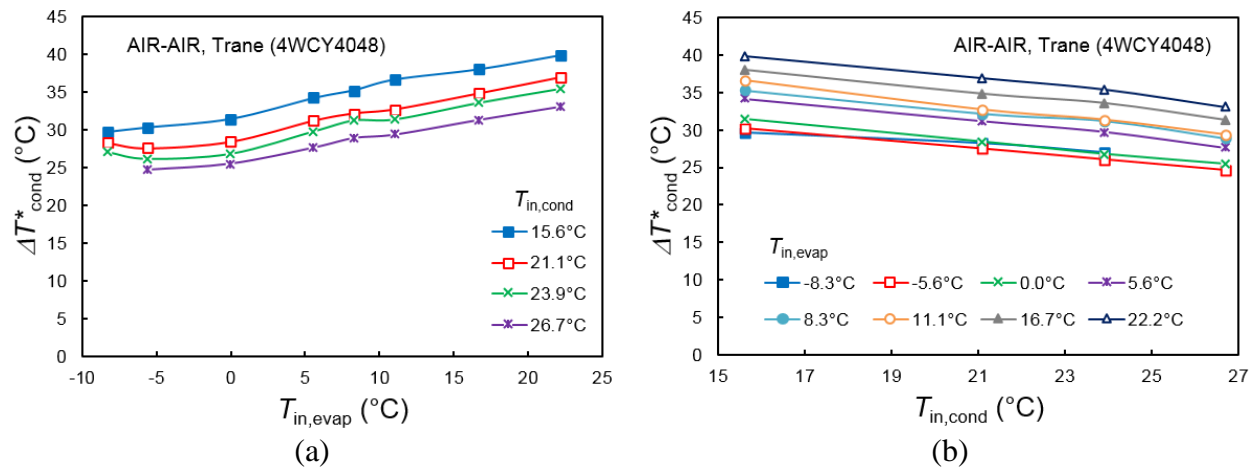 AIR-AIR, Trane (4WCY4048)
ΔT*cond (°C)
45
40
35
30
25
20
15
10
5
0
Tin,cond
15.6°C
21.1°C
23.9°C
26.7°C
-10 -5 0 5 10 15 20 25
Tin,evap (°C)
(a)
AIR-AIR, Trane (4WCY4048)
ΔT*cond (°C)
45
40
35
30
25
20
15
10
5
0
Tin,evap
-8.3°C -5.6°C 0.0°C 5.6°C
8.3°C 11.1°C 16.7°C 22.2°C
15 17 19 21 23 25 27
Tin,cond (°C)
(b)